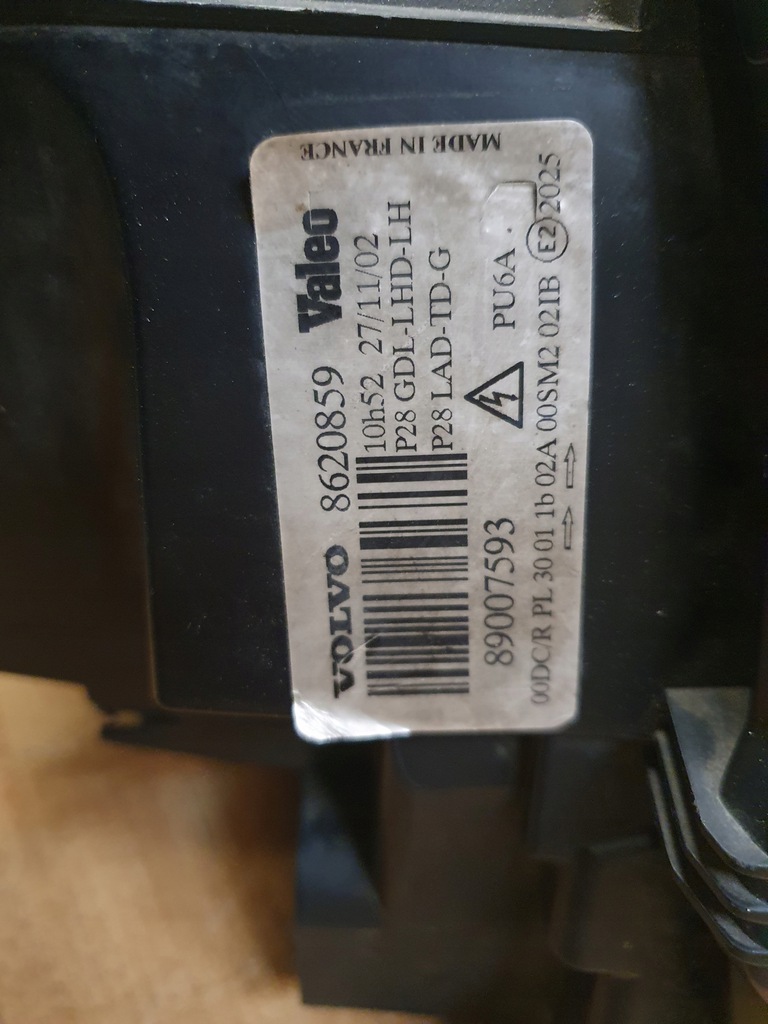 VOLVO 8620859 Valeo
10h52 27/11/02
P28 GDL-LHD-LH
P28 LAD-TD-G
89007593 PU6A
00DC/R PL 30 01 1b 02A 00SM2 02IB E2 2025
MADE IN FRANCE